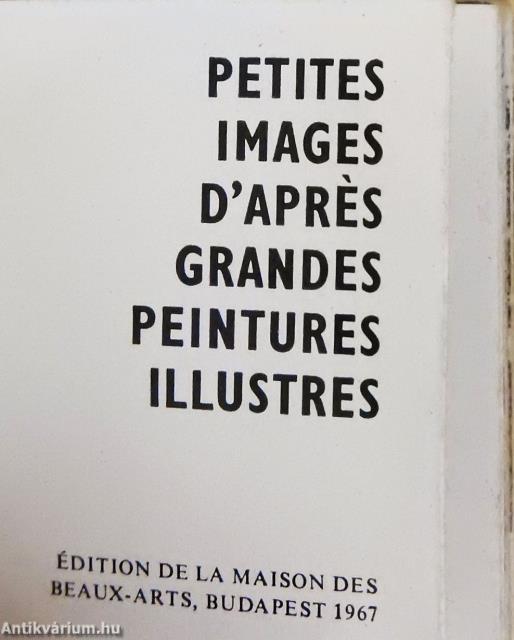 PETITES
IMAGES
D'APRÈS
GRANDES
PEINTURES
ILLUSTRES
ÉDITION DE LA MAISON DES
BEAUX-ARTS, BUDAPEST 1967
Antikvárium.hu